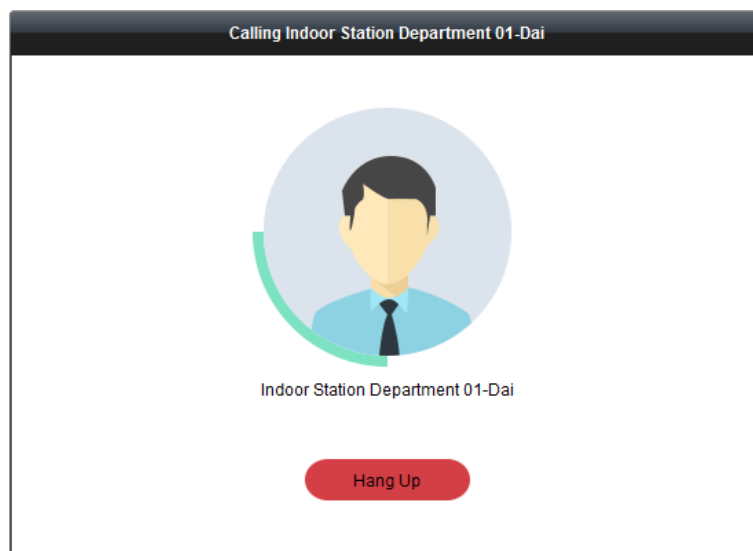 Calling Indoor Station Department 01-Dai
Indoor Station Department 01-Dai
Hang Up